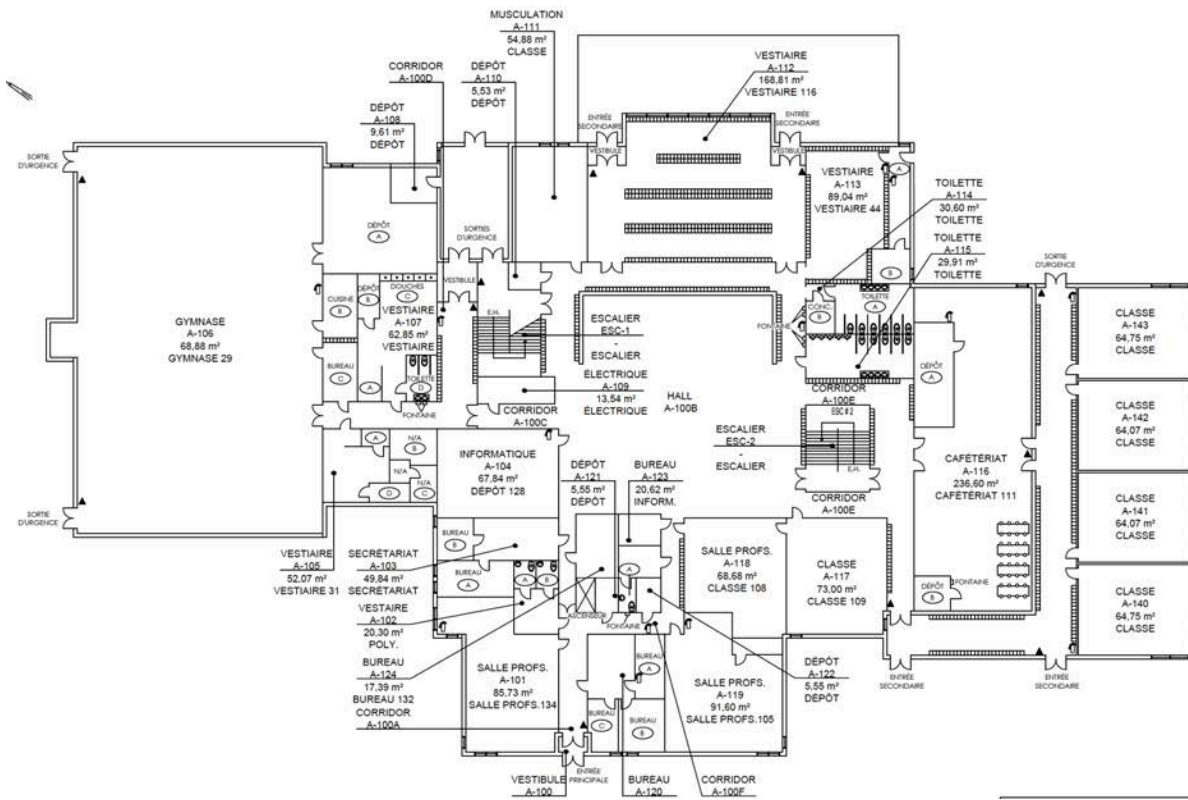 MUSCULATION
A-111
54,88 m²
CLASSE
CORRIDOR
A-100D
DÉPÔT
A-110
5,53 m²
DÉPÔT
VESTIAIRE
A-112
168,81 m²
VESTIAIRE 116
DÉPÔT
A-108
9,61 m²
DÉPÔT
ENTRÉE
SECONDAIRE
ENTRÉE
SECONDAIRE
VESTIBULE
VESTIBULE
SORTIE
D'URGENCE
VESTIAIRE
A-113
89,04 m²
VESTIAIRE 44
A
TOILETTE
A-114
30,60 m²
TOILETTE
TOILETTE
A-115
29,91 m²
TOILETTE
DÉPÔT
A
SORTIES
D'URGENCE
VESTIBULE
B
SORTIE
D'URGENCE
CUISINE
B
DÉPÔT
B
DOUCHES
C
VESTIAIRE
A-107
62,85 m²
VESTIAIRE
CONC.
B
TOILETTE
A
FONTAINE
E.H.
ESCALIER
ESC-1
-
ESCALIER
GYMNASE
A-106
68,88 m²
GYMNASE 29
BUREAU
C
A
TOILETTE
D
FONTAINE
ÉLECTRIQUE
A-109
13,54 m²
ÉLECTRIQUE
CORRIDOR
A-100C
HALL
A-100B
CORRIDOR
A-100E
ESC # 2
DÉPÔT
A
CLASSE
A-143
64,75 m²
CLASSE
CLASSE
A-142
64,07 m²
CLASSE
CLASSE
A-141
64,07 m²
CLASSE
CLASSE
A-140
64,75 m²
CLASSE
ESCALIER
ESC-2
-
ESCALIER
E.H.
CORRIDOR
A-100E
CAFÉTÉRIAT
A-116
236,60 m²
CAFÉTÉRIAT 111
A
N/A
B
N/A
D
N/A
C
INFORMATIQUE
A-104
67,84 m²
DÉPÔT 128
DÉPÔT
A-121
5,55 m²
DÉPÔT
BUREAU
A-123
20,62 m²
INFORM.
SORTIE
D'URGENCE
VESTIAIRE
A-105
52,07 m²
VESTIAIRE 31
SECRÉTARIAT
A-103
49,84 m²
SECRÉTARIAT
BUREAU
B
BUREAU
A
A
B
A
SALLE PROFS.
A-118
68,68 m²
CLASSE 108
CLASSE
A-117
73,00 m²
CLASSE 109
DÉPÔT
B
FONTAINE
VESTAIRE
A-102
20,30 m²
POLY.
ASCENSEUR
FONTAINE
BUREAU
A-124
17,39 m²
BUREAU 132
CORRIDOR
A-100A
SALLE PROFS.
A-101
85,73 m²
SALLE PROFS.134
BUREAU
A
SALLE PROFS.
A-119
91,60 m²
SALLE PROFS.105
DÉPÔT
A-122
5,55 m²
DÉPÔT
ENTRÉE
SECONDAIRE
ENTRÉE
SECONDAIRE
BUREAU
C
BUREAU
B
VESTIBULE
A-100
ENTRÉE
PRINCIPALE
BUREAU
A-120
CORRIDOR
A-100F